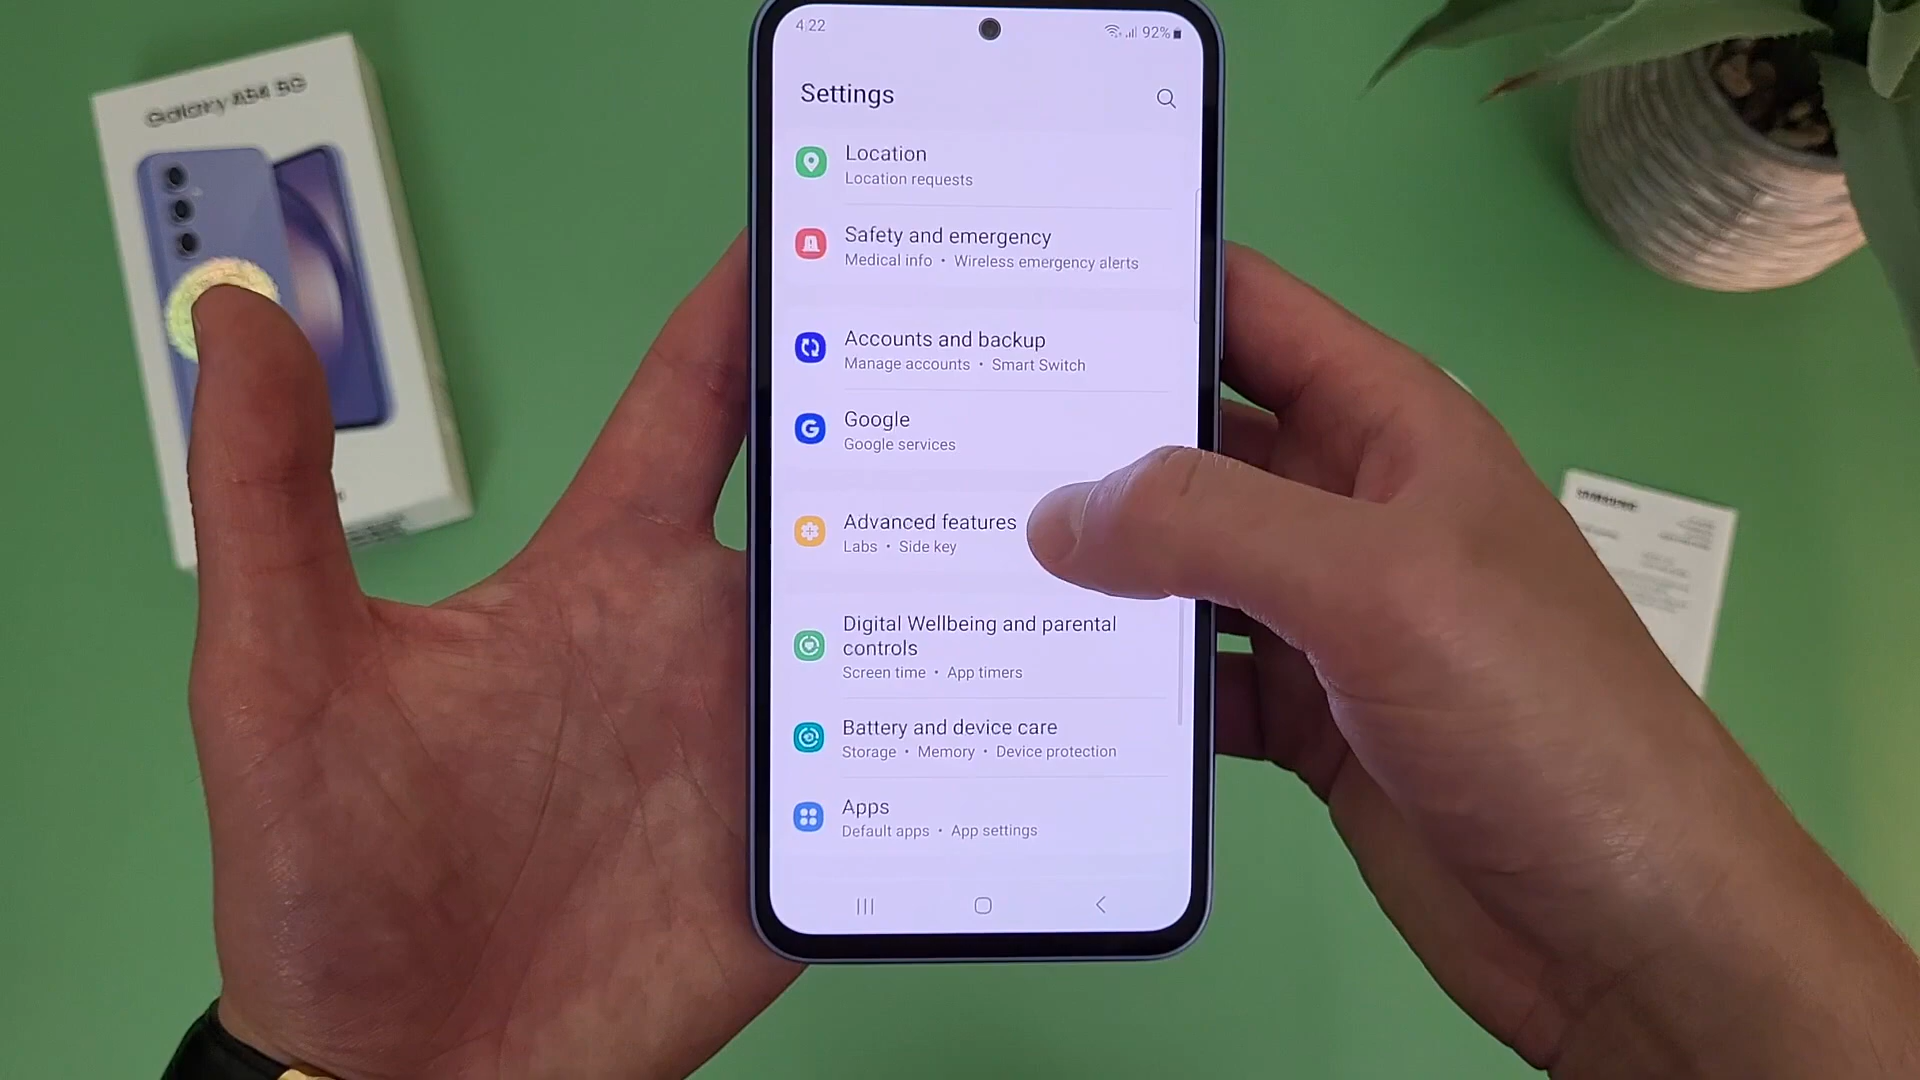 Galaxy A54 5G
4:22
92%
Settings
Location
Location requests
Safety and emergency
Medical info • Wireless emergency alerts
Accounts and backup
Manage accounts • Smart Switch
Google
Google services
Advanced features
Labs • Side key
Digital Wellbeing and parental
controls
Screen time • App timers
Battery and device care
Storage • Memory • Device protection
Apps
Default apps • App settings
SAMSUNG